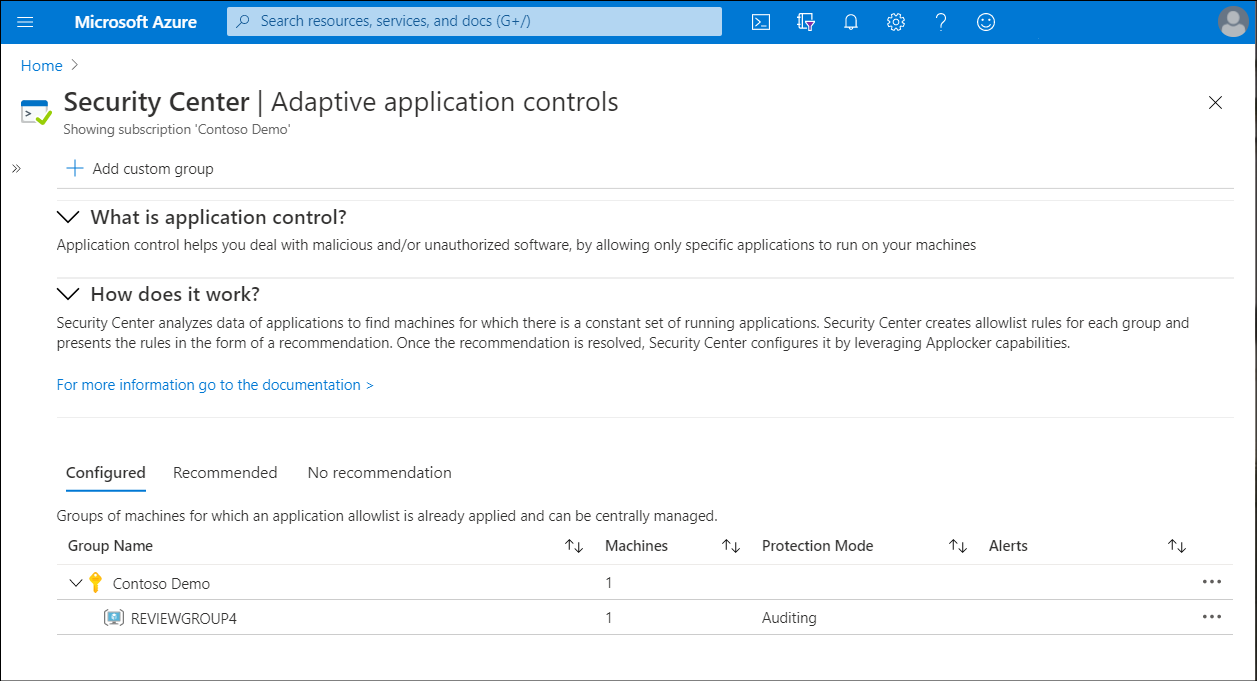 Microsoft Azure
Search resources, services, and docs (G+/)
Home
Security Center | Adaptive application controls
Showing subscription 'Contoso Demo'
Add custom group
What is application control?
Application control helps you deal with malicious and/or unauthorized software, by allowing only specific applications to run on your machines
How does it work?
Security Center analyzes data of applications to find machines for which there is a constant set of running applications. Security Center creates allowlist rules for each group and
presents the rules in the form of a recommendation. Once the recommendation is resolved, Security Center configures it by leveraging Applocker capabilities.
For more information go to the documentation >
Configured Recommended No recommendation
Groups of machines for which an application allowlist is already applied and can be centrally managed.
Group Name Machines Protection Mode Alerts
Contoso Demo 1
REVIEWGROUP4 1 Auditing